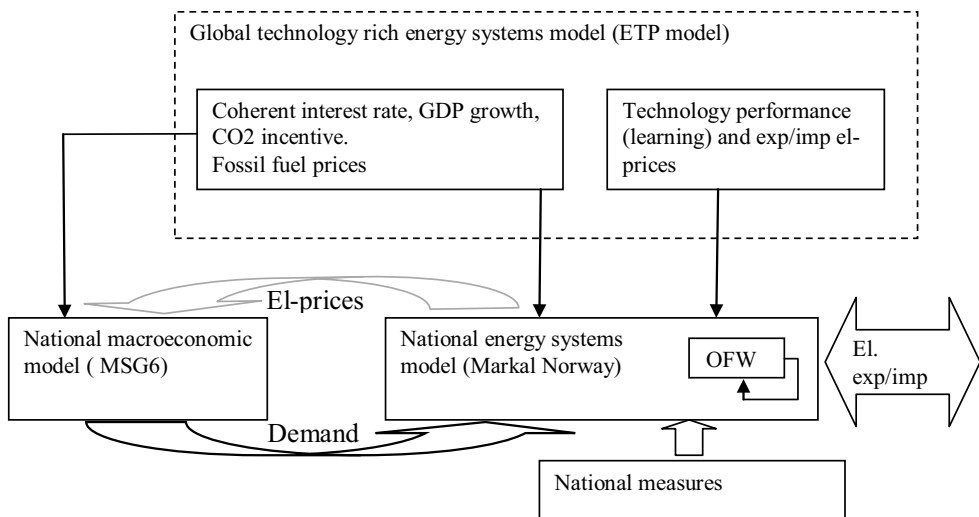 Global technology rich energy systems model (ETP model)
Coherent interest rate, GDP growth,
CO2 incentive.
Fossil fuel prices
Technology performance
(learning) and exp/imp el-
prices
El-prices
National macroeconomic
model ( MSG6)
National energy systems
model (Markal Norway)
OFW
El.
exp/imp
Demand
National measures